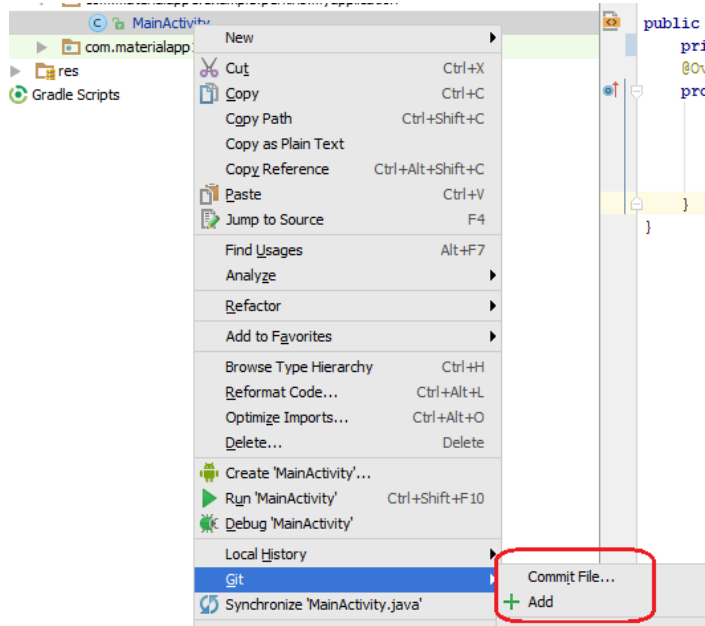 MainActivity
com.materialapp
res
Gradle Scripts
New
Cut Ctrl+X
Copy Ctrl+C
Copy Path Ctrl+Shift+C
Copy as Plain Text
Copy Reference Ctrl+Alt+Shift+C
Paste Ctrl+V
Jump to Source F4
Find Usages Alt+F7
Analyze
Refactor
Add to Favorites
Browse Type Hierarchy Ctrl+H
Reformat Code... Ctrl+Alt+L
Optimize Imports... Ctrl+Alt+O
Delete... Delete
Create 'MainActivity'...
Run 'MainActivity' Ctrl+Shift+F10
Debug 'MainActivity'
Local History
Git
Synchronize 'MainActivity.java'
Commit File...
Add
public
pri
@Ov
pro
}
}